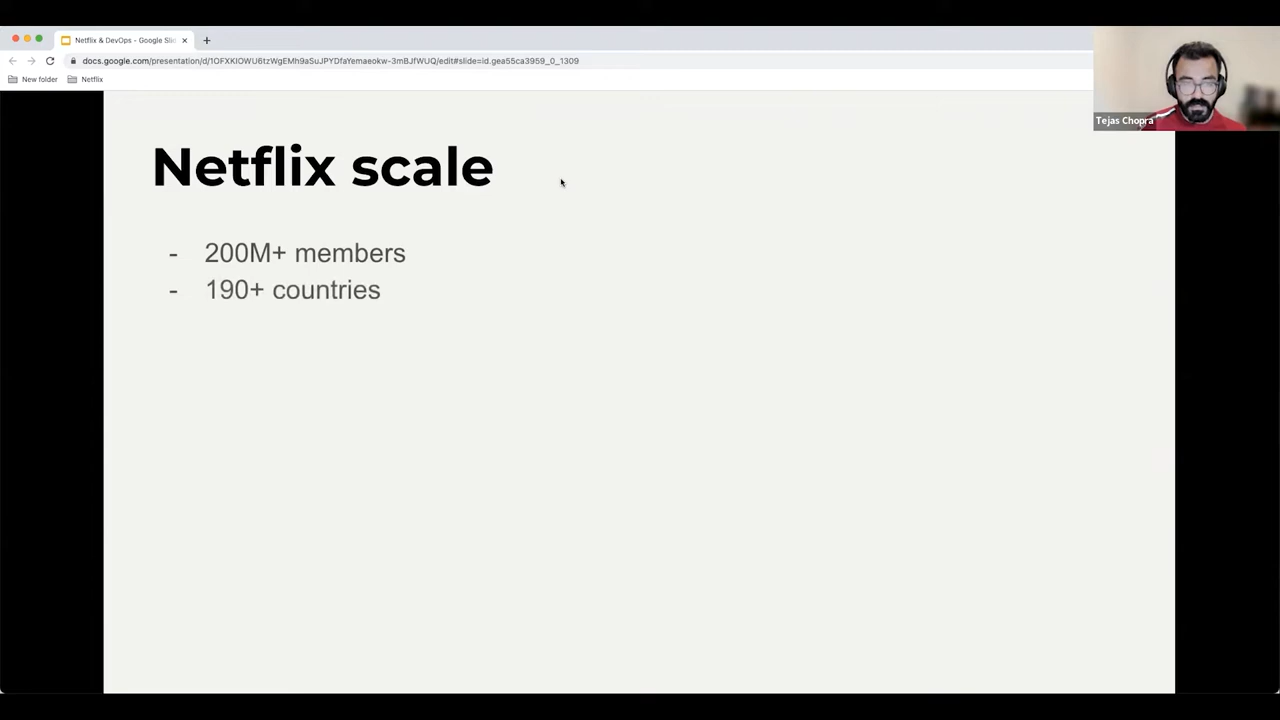 Netflix & DevOps - Google Slid
docs.google.com/presentation/d/1OFXKIOWU6tzWgEMh9aSuJPYDfaYemaeokw-3mBJfWUQ/edit#slide=id.gea55ca3959_0_1309
New folder
Netflix
Tejas Chopra
Netflix scale
- 200M+ members
- 190+ countries